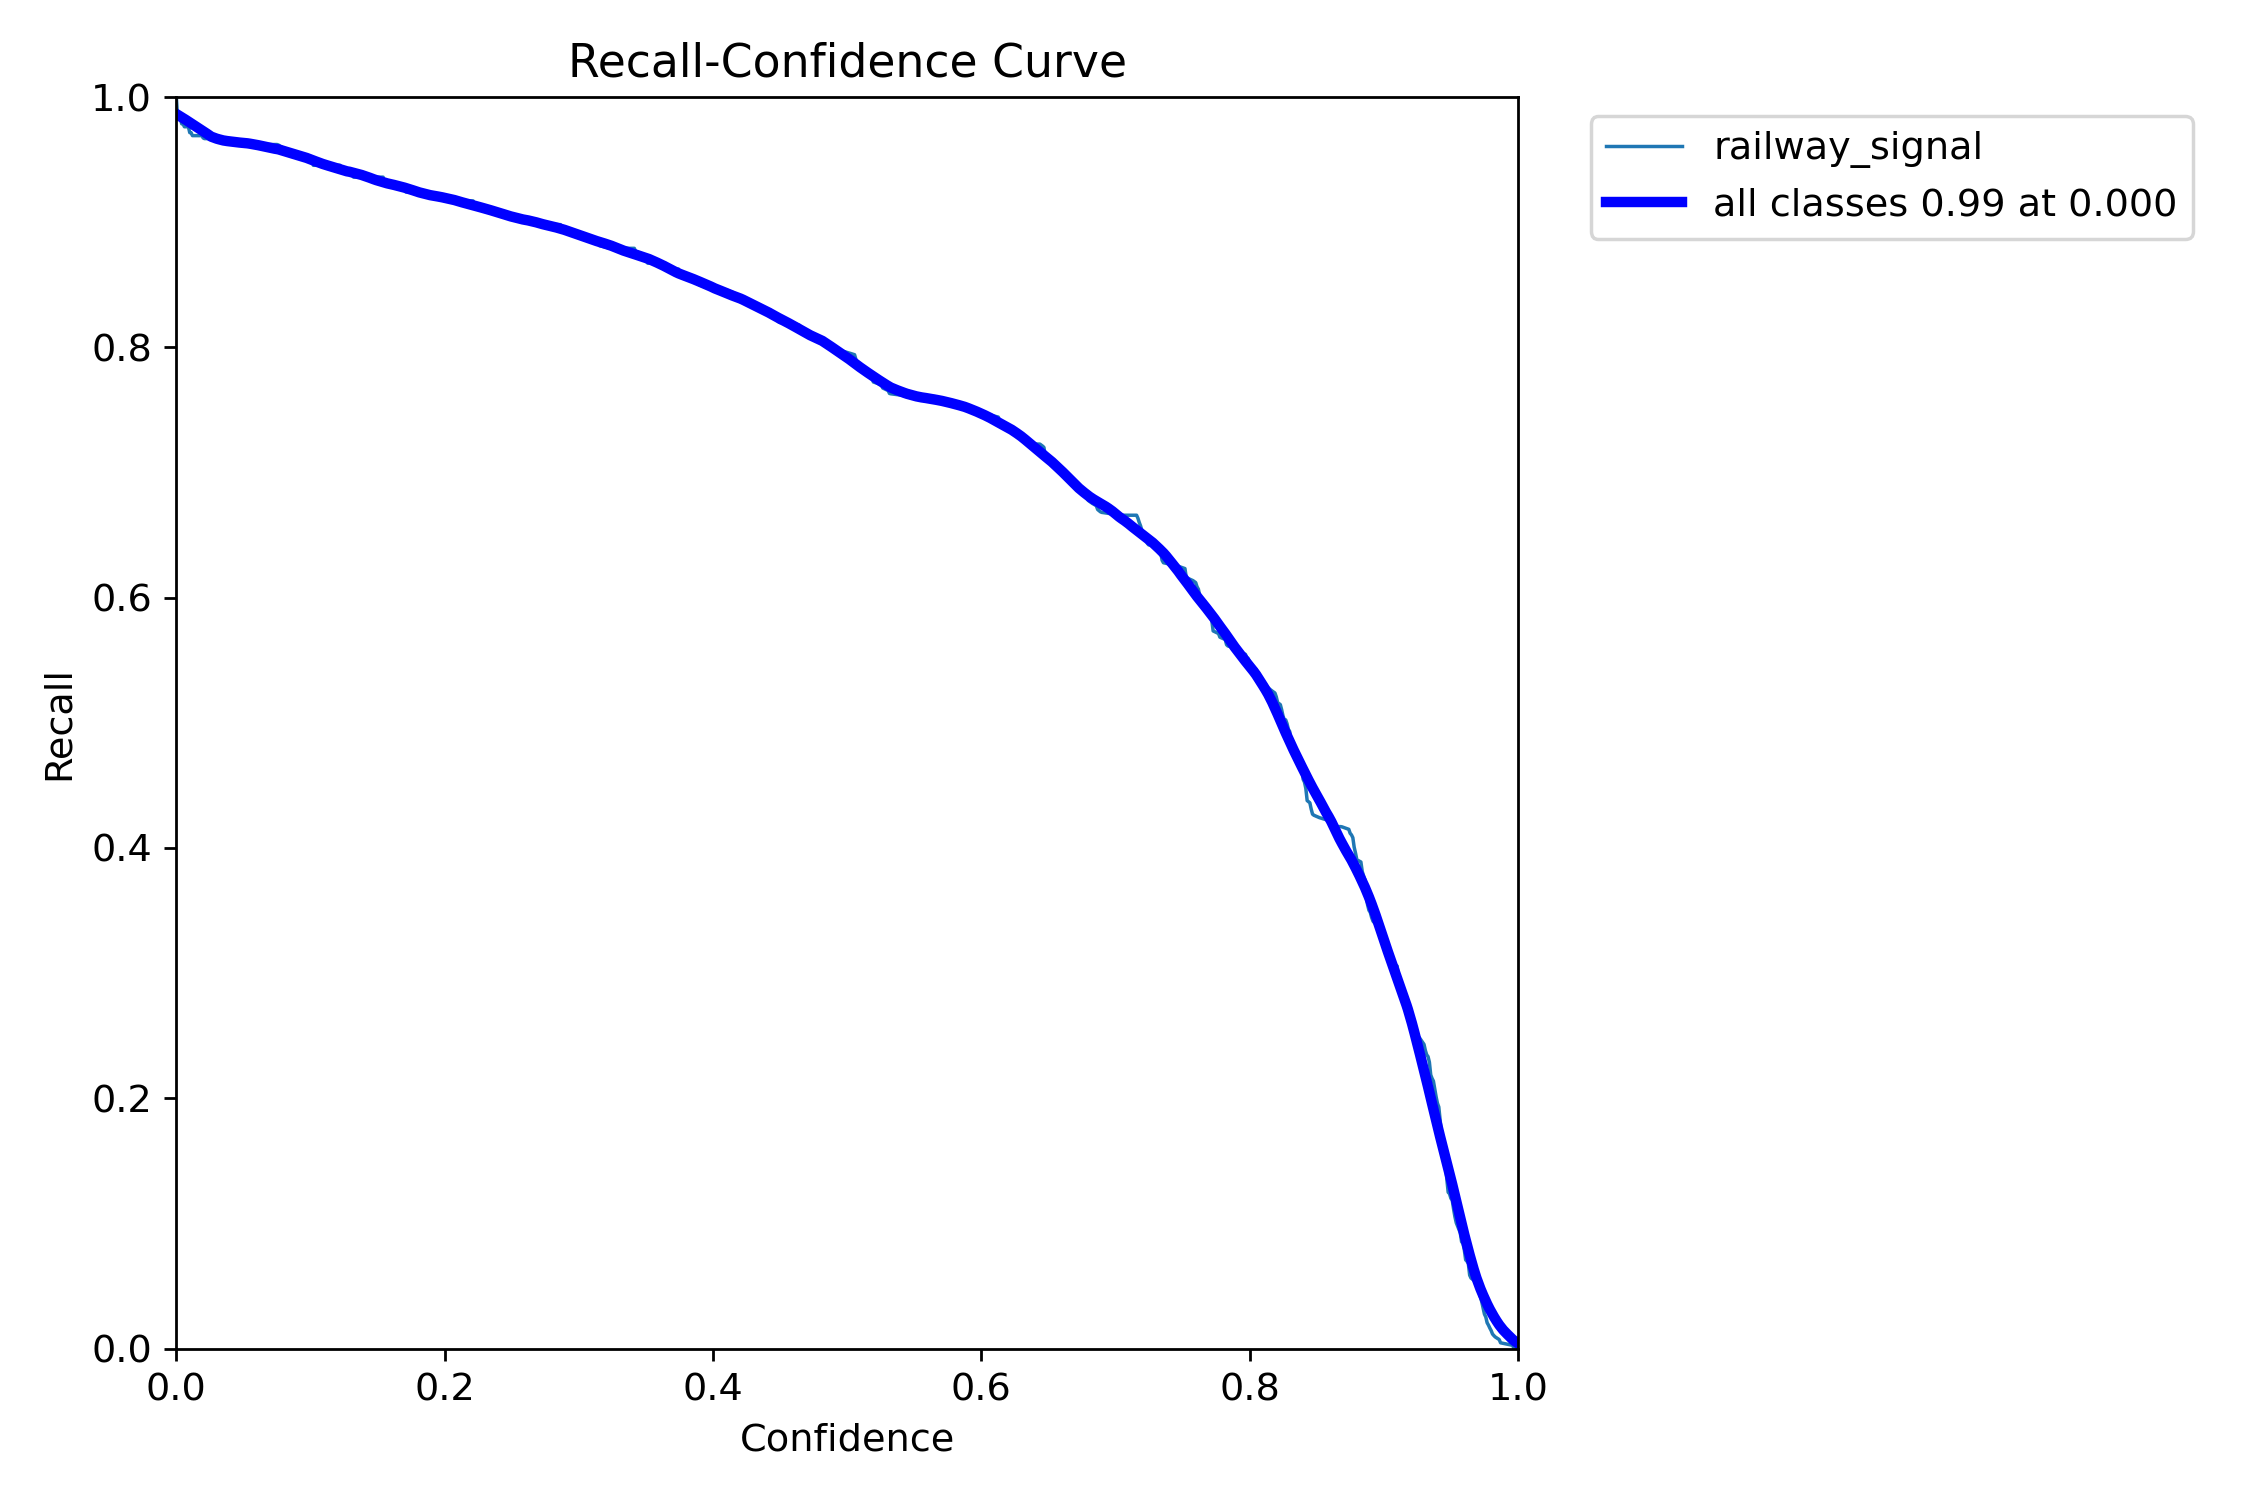 Recall-Confidence Curve
1.0
0.8
0.6
0.4
0.2
0.0
Recall
0.0 0.2 0.4 0.6 0.8 1.0
Confidence
railway_signal
all classes 0.99 at 0.000